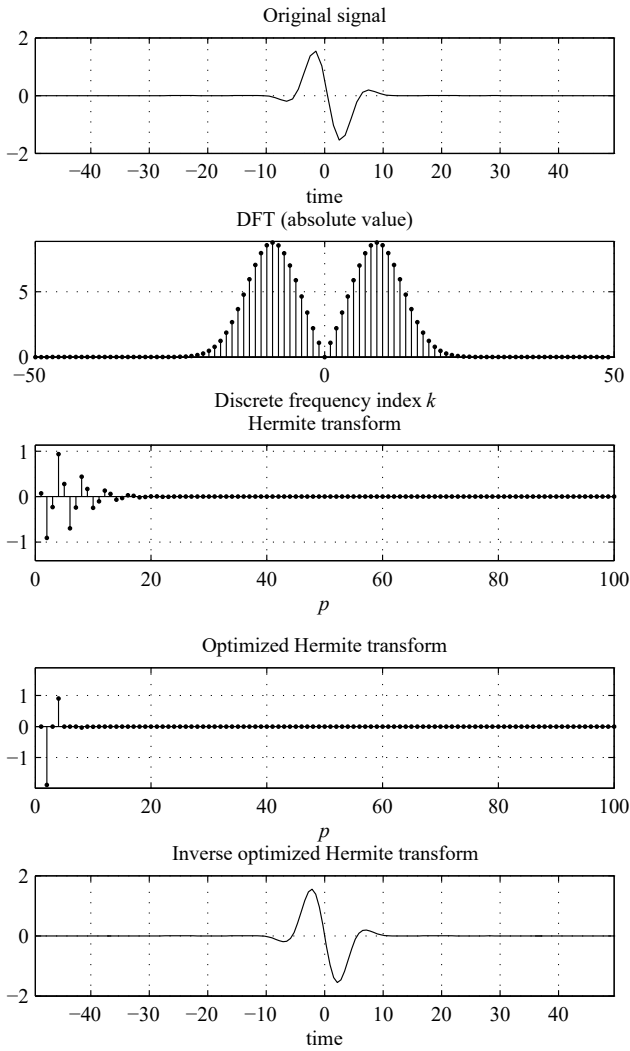 Original signal
2
0
−2
−40 −30 −20 −10 0 10 20 30 40
time
DFT (absolute value)
5
0
−50 0 50
Discrete frequency index k
Hermite transform
1
0
−1
0 20 40 60 80 100
p
Optimized Hermite transform
1
0
−1
0 20 40 60 80 100
p
Inverse optimized Hermite transform
2
0
−2
−40 −30 −20 −10 0 10 20 30 40
time